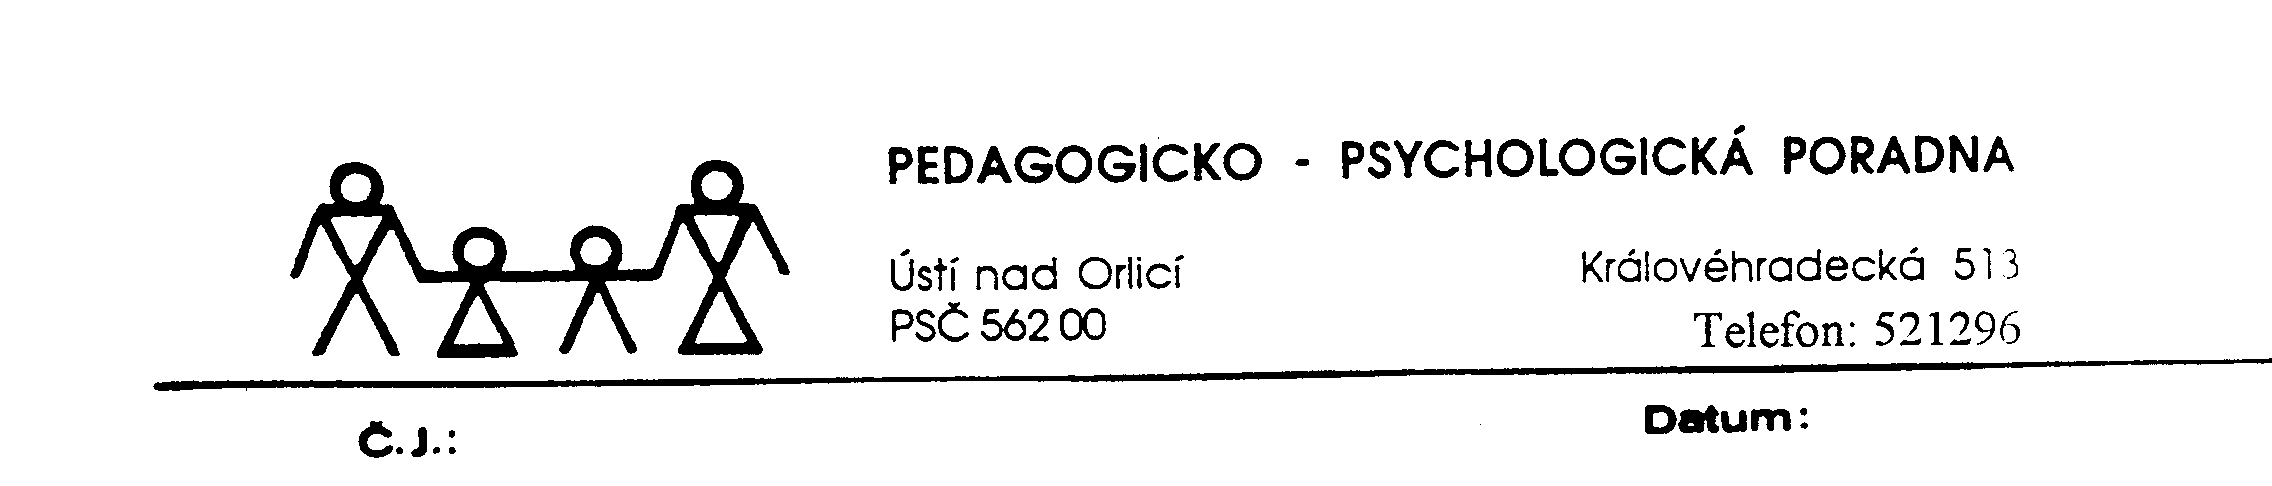 PEDAGOGICKO - PSYCHOLOGICKÁ PORADNA
Ústí nad Orlicí Královéhradecká 513
PSČ 562 00 Telefon: 521296
Č.J.: Datum: